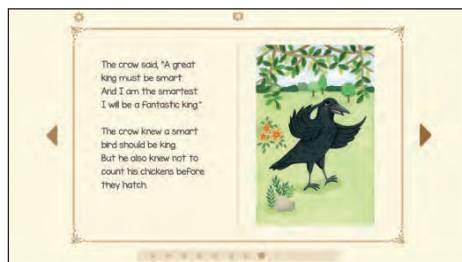 The crow said, "A great
king must be smart.
And I am the smartest.
I will be a fantastic king."
The crow knew a smart
bird should be king.
But he also knew not to
count his chickens before
they hatch.